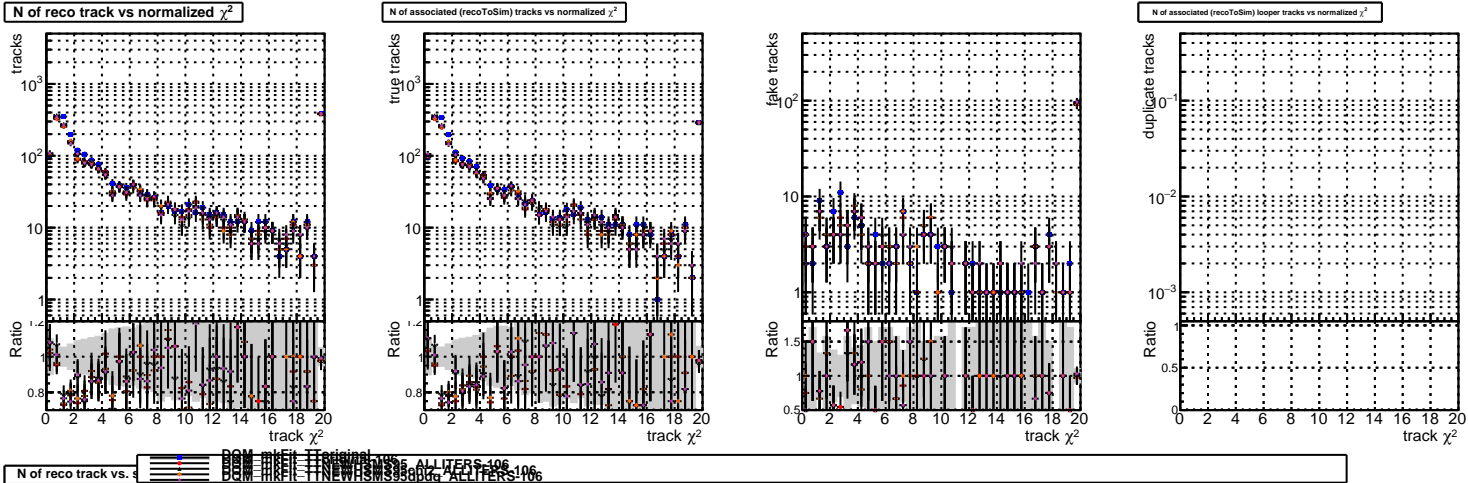 N of reco track vs normalized χ²
N of associated (recoToSim) tracks vs normalized χ²
N of associated (recoToSim) looper tracks vs normalized χ²
tracks
10³
10²
10
1
Ratio
1.2
1
0.8
0 2 4 6 8 10 12 14 16 18 20
track χ²
true tracks
10³
10²
10
1
Ratio
1.2
1
0.8
0 2 4 6 8 10 12 14 16 18 20
track χ²
fake tracks
10²
10
1
Ratio
1.5
1
0.5
0 2 4 6 8 10 12 14 16 18 20
track χ²
duplicate tracks
10⁻¹
10⁻²
10⁻³
Ratio
1
0.5
0
0 2 4 6 8 10 12 14 16 18 20
track χ²
N of reco track vs. s
DQM_mkFit_TTNEWHSMS95dpdq_ALLITERS-106